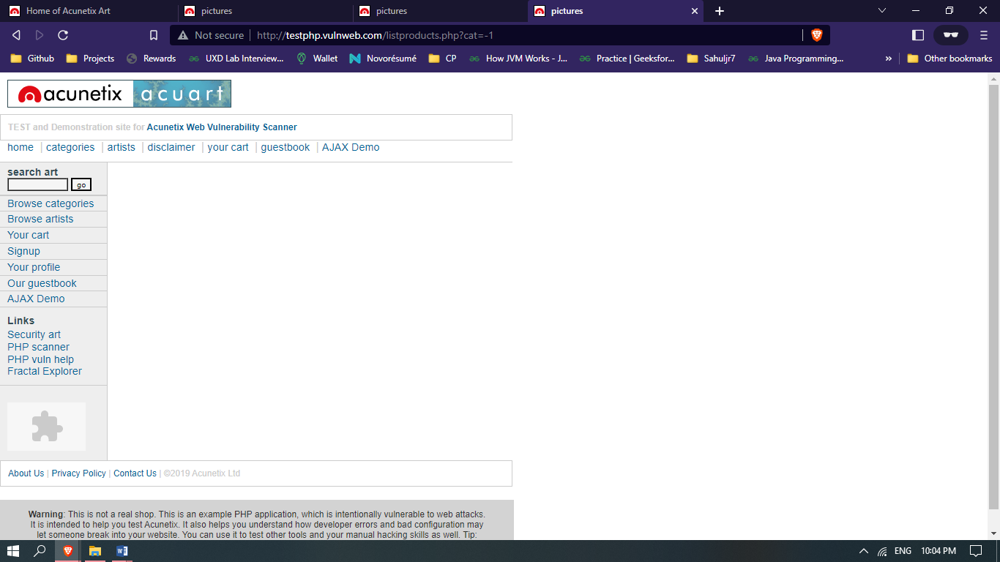 Home of Acunetix Art
pictures
pictures
pictures
Not secure
http://testphp.vulnweb.com/listproducts.php?cat=-1
Github
Projects
Rewards
UXD Lab Interview...
Wallet
Novorésumé
CP
How JVM Works - J...
Practice | Geeksfor...
Sahuljr7
Java Programming...
»
Other bookmarks
acunetix acuart
TEST and Demonstration site for Acunetix Web Vulnerability Scanner
home | categories | artists | disclaimer | your cart | guestbook | AJAX Demo
search art
go
Browse categories
Browse artists
Your cart
Signup
Your profile
Our guestbook
AJAX Demo
Links
Security art
PHP scanner
PHP vuln help
Fractal Explorer
About Us | Privacy Policy | Contact Us | ©2019 Acunetix Ltd
Warning: This is not a real shop. This is an example PHP application, which is intentionally vulnerable to web attacks.
It is intended to help you test Acunetix. It also helps you understand how developer errors and bad configuration may
let someone break into your website. You can use it to test other tools and your manual hacking skills as well. Tip:
ENG
10:04 PM